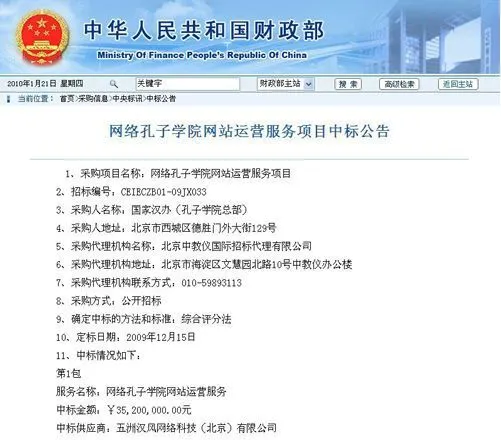 中华人民共和国财政部
Ministry Of Finance People's Republic Of China
2010年1月21日 星期四 关键字 财政部主站 搜 索 高级检索 返回主站
当前位置： 首页>采购信息>中央标讯>中标公告
网络孔子学院网站运营服务项目中标公告
1、采购项目名称：网络孔子学院网站运营服务项目
2、招标编号：CEIECZB01-09JX033
3、采购人名称：国家汉办（孔子学院总部）
4、采购人地址：北京市西城区德胜门外大街129号
5、采购代理机构名称：北京中教仪国际招标代理有限公司
6、采购代理机构地址：北京市海淀区文慧园北路10号中教仪办公楼
7、采购代理机构联系方式：010-59893113
8、采购方式：公开招标
9、确定中标的方法和标准：综合评分法
10、定标日期：2009年12月15日
11、中标情况如下：
第1包
服务名称：网络孔子学院网站运营服务
中标金额：￥35,200,000.00元
中标供应商：五洲汉风网络科技（北京）有限公司